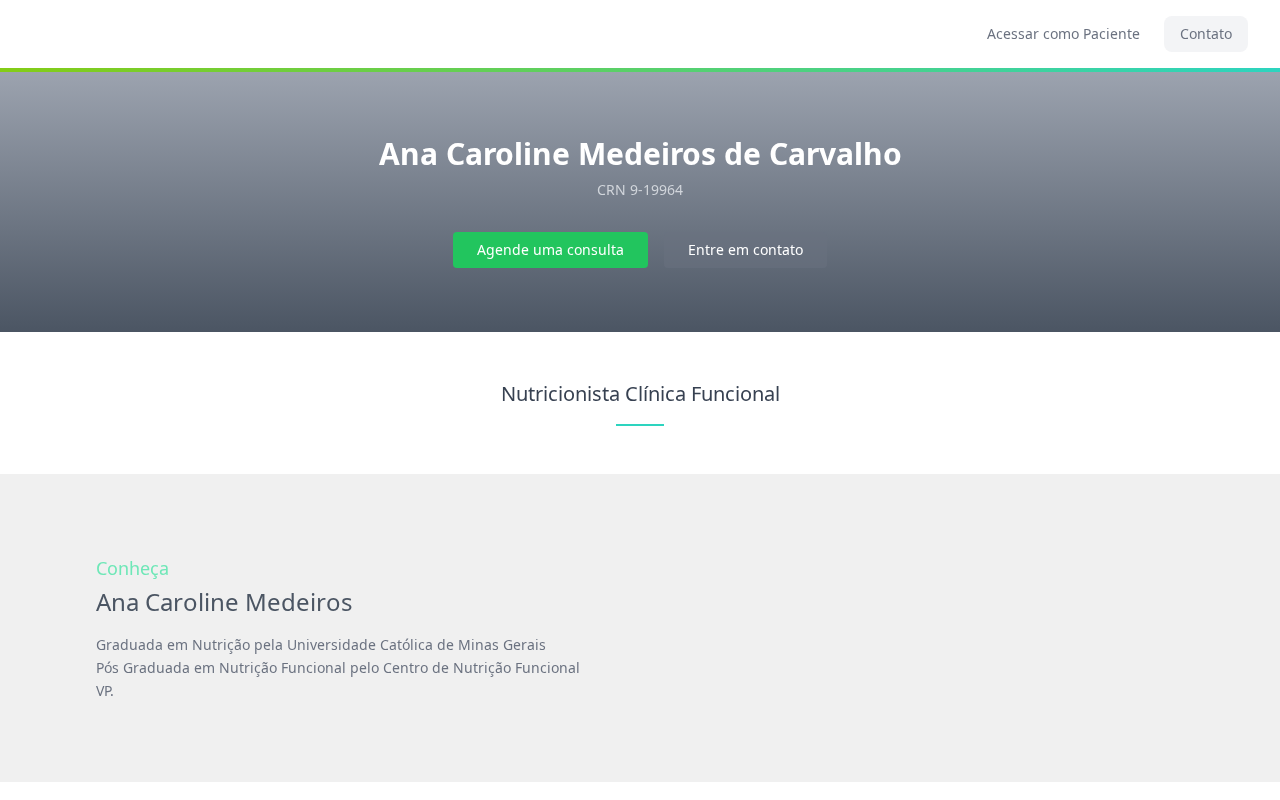 Acessar como Paciente
Contato
Ana Caroline Medeiros de Carvalho
CRN 9-19964
Agende uma consulta
Entre em contato
Nutricionista Clínica Funcional
Conheça
Ana Caroline Medeiros
Graduada em Nutrição pela Universidade Católica de Minas Gerais
Pós Graduada em Nutrição Funcional pelo Centro de Nutrição Funcional
VP.